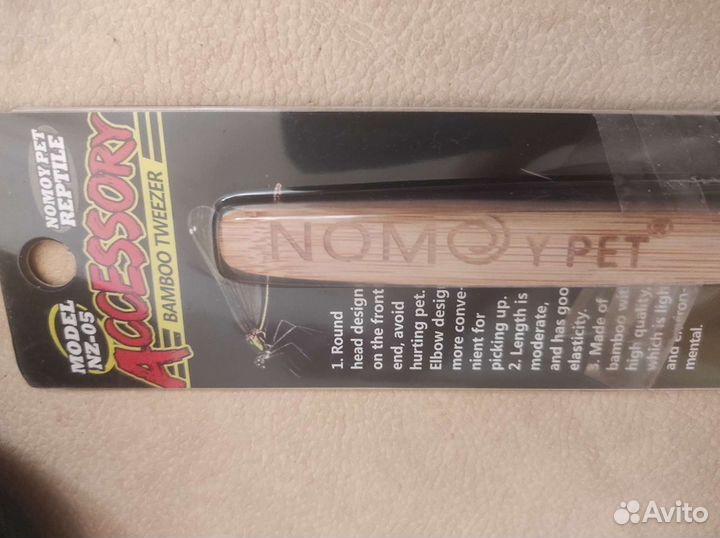 NOMOY PET
REPTILE
ACCESSORY
BAMBOO TWEEZER
MODEL
NZ-05
NOMOY PET®
1. Round
head design
on the front
end, avoid
hurting pet.
Elbow design
more conve-
nient for
picking up.
2. Length is
moderate,
and has goo
elasticity.
3. Made of
bamboo wi
high quality,
which is ligh
and
mental.
Avito